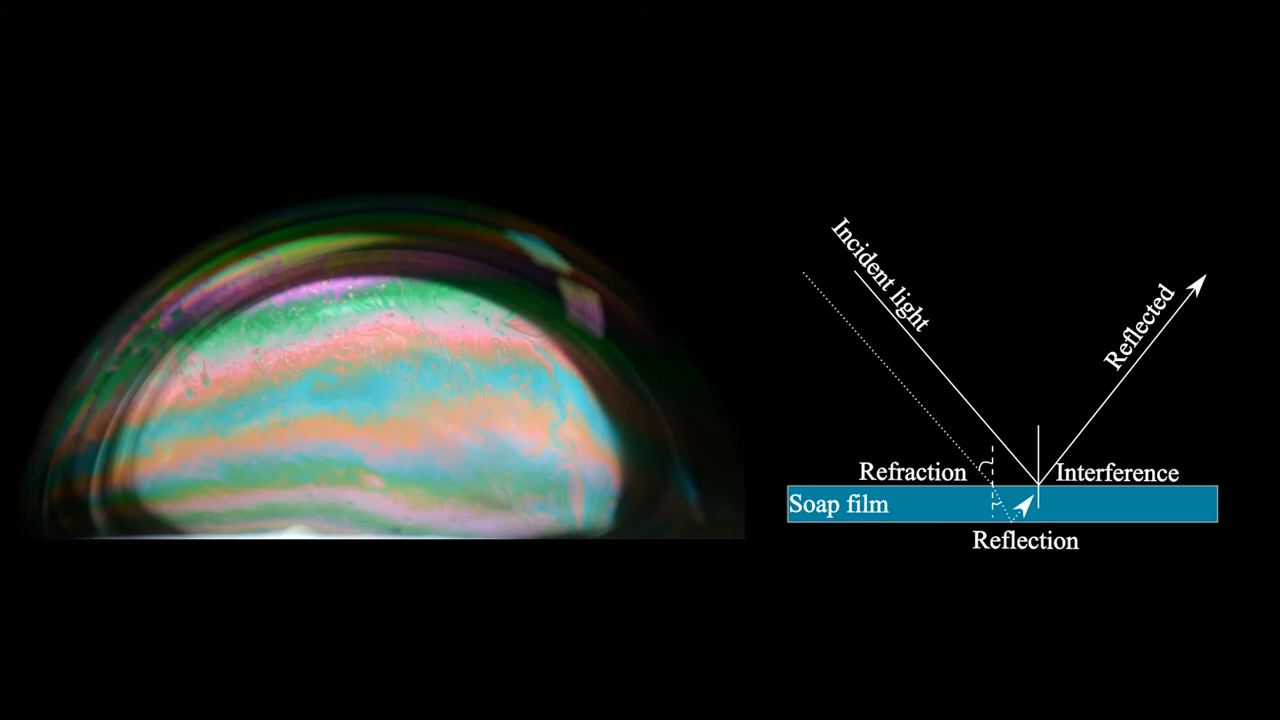 Incident light
Reflected
Refraction
Interference
Soap film
Reflection